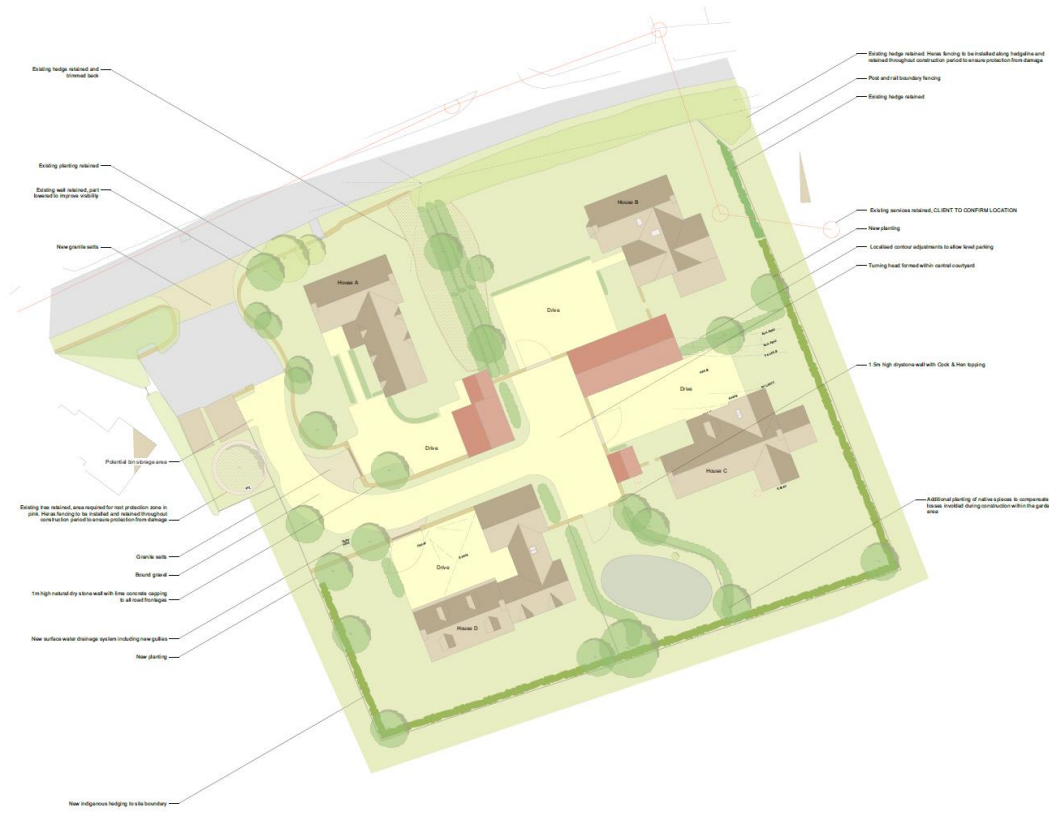 Existing hedge retained and
trimmed back
Existing planting retained
Existing wall retained, part
lowered to improve visibility
New granite setts
Potential bin storage area
Existing tree retained, area required for root protection zone in
pink. Heras fencing to be installed and retained throughout
construction period to ensure protection from damage
Granite setts
Bound gravel
1m high natural dry stone wall with lime concrete capping
to all road frontages
New surface water drainage system including new gullies
New planting
New indigenous hedging to site boundary
House A
House B
Drive
Drive
Drive
House C
Drive
House D
Existing hedge retained. Heras fencing to be installed along hedgeline and
retained throughout construction period to ensure protection from damage
Post and rail boundary fencing
Existing hedge retained
Existing services retained, CLIENT TO CONFIRM LOCATION
New planting
Localised contour adjustments to allow level parking
Turning head formed within central courtyard
1.5m high drystone wall with Cock & Hen topping
Additional planting of native species to compensate
losses involved during construction within the garde
area